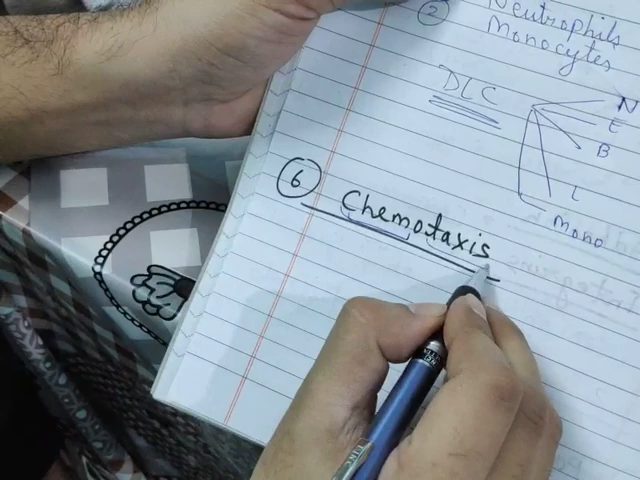 ② Neutrophils
Monocytes
DLC
N
E
B
L
Mono
⑥ Chemotaxis